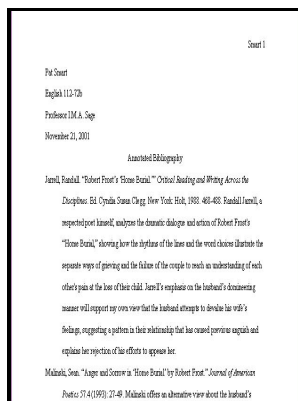 Smart 1
Pat Smart
English 112-72b
Professor I.M.A. Sage
November 21, 2001
Annotated Bibliography
Jarrell, Randall. "Robert Frost's 'Home Burial.'" Critical Reading and Writing Across the
Disciplines. Ed. Cyndia Susan Clegg. New York: Holt, 1988. 468-488. Randall Jarrell, a
respected poet himself, analyzes the dramatic dialogue and action of Robert Frost's
"Home Burial," showing how the rhythms of the lines and the word choices illustrate the
separate ways of grieving and the failure of the couple to reach an understanding of each
other's pain at the loss of their child. Jarrell's emphasis on the husband's domineering
manner will support my own view that the husband attempts to devalue his wife's
feelings, suggesting a pattern in their relationship that has caused previous anguish and
explains her rejection of his efforts to appease her.
Malinski, Sean. "Anger and Sorrow in 'Home Burial' by Robert Frost." Journal of American
Poetics 57.4 (1993): 27-49. Malinski offers an alternative view about the husband's